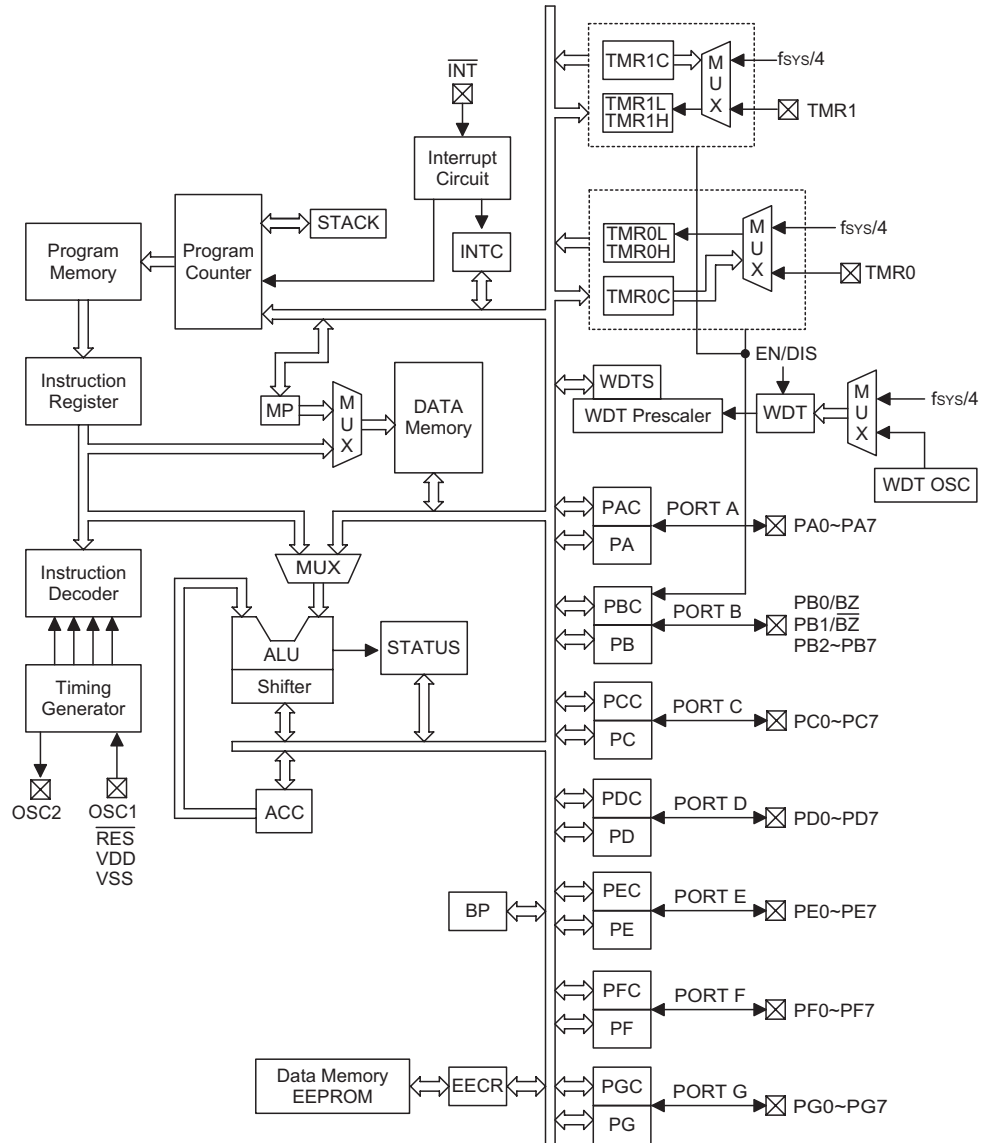 INT
Interrupt
Circuit
INTC
STACK
Program
Counter
Program
Memory
Instruction
Register
MP
M
U
X
DATA
Memory
MUX
Instruction
Decoder
ALU
Shifter
STATUS
Timing
Generator
ACC
OSC2
OSC1
RES
VDD
VSS
BP
Data Memory
EEPROM
EECR
TMR1C
TMR1L
TMR1H
M
U
X
fSYS/4
TMR1
TMR0L
TMR0H
TMR0C
M
U
X
fSYS/4
TMR0
EN/DIS
WDTS
WDT Prescaler
WDT
M
U
X
fSYS/4
WDT OSC
PAC
PA
PORT A
PA0~PA7
PBC
PB
PORT B
PB0/BZ
PB1/BZ
PB2~PB7
PCC
PC
PORT C
PC0~PC7
PDC
PD
PORT D
PD0~PD7
PEC
PE
PORT E
PE0~PE7
PFC
PF
PORT F
PF0~PF7
PGC
PG
PORT G
PG0~PG7